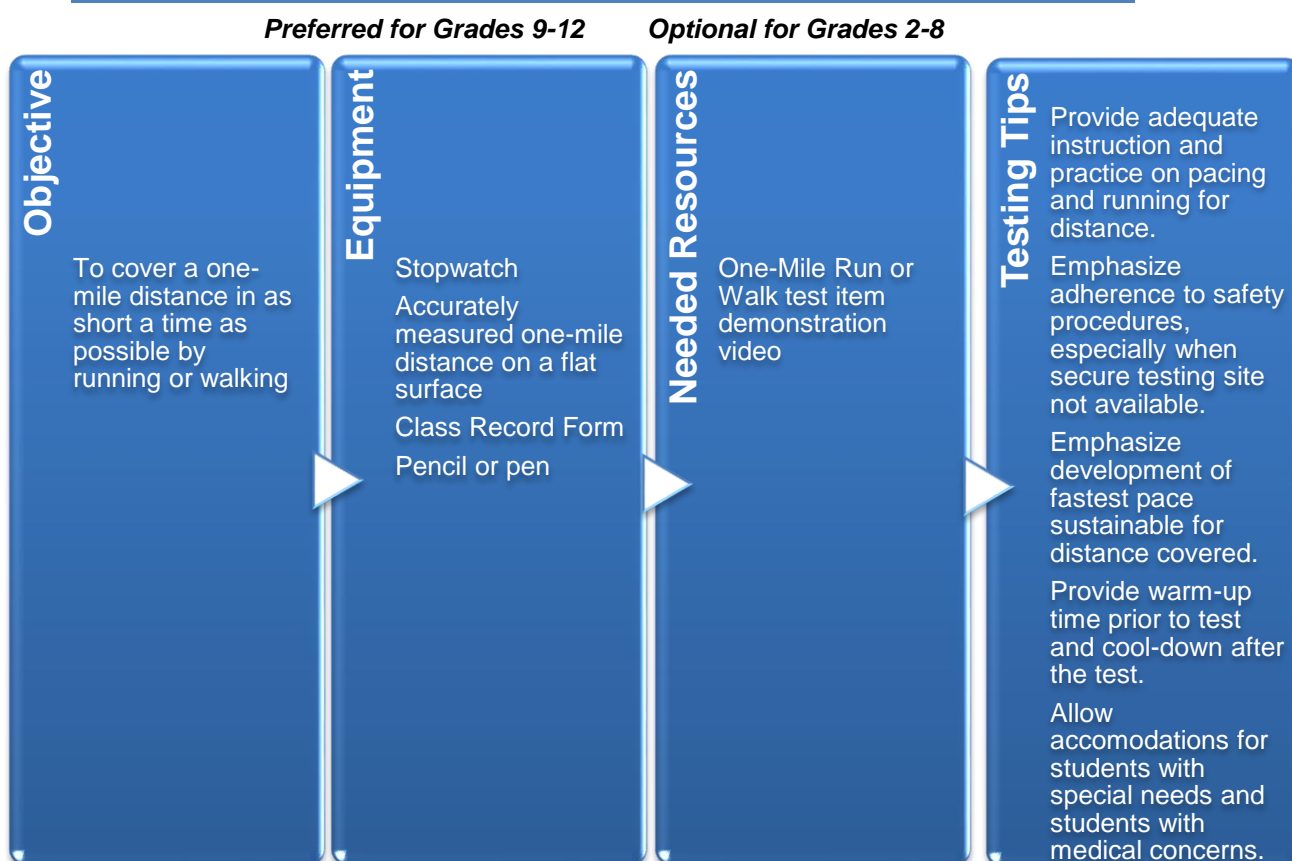 Preferred for Grades 9-12 Optional for Grades 2-8
Objective
To cover a one-
mile distance in as
short a time as
possible by
running or walking
Equipment
Stopwatch
Accurately
measured one-mile
distance on a flat
surface
Class Record Form
Pencil or pen
Needed Resources
One-Mile Run or
Walk test item
demonstration
video
Testing Tips
Provide adequate
instruction and
practice on pacing
and running for
distance.
Emphasize
adherence to safety
procedures,
especially when
secure testing site
not available.
Emphasize
development of
fastest pace
sustainable for
distance covered.
Provide warm-up
time prior to test
and cool-down after
the test.
Allow
accomodations for
students with
special needs and
students with
medical concerns.